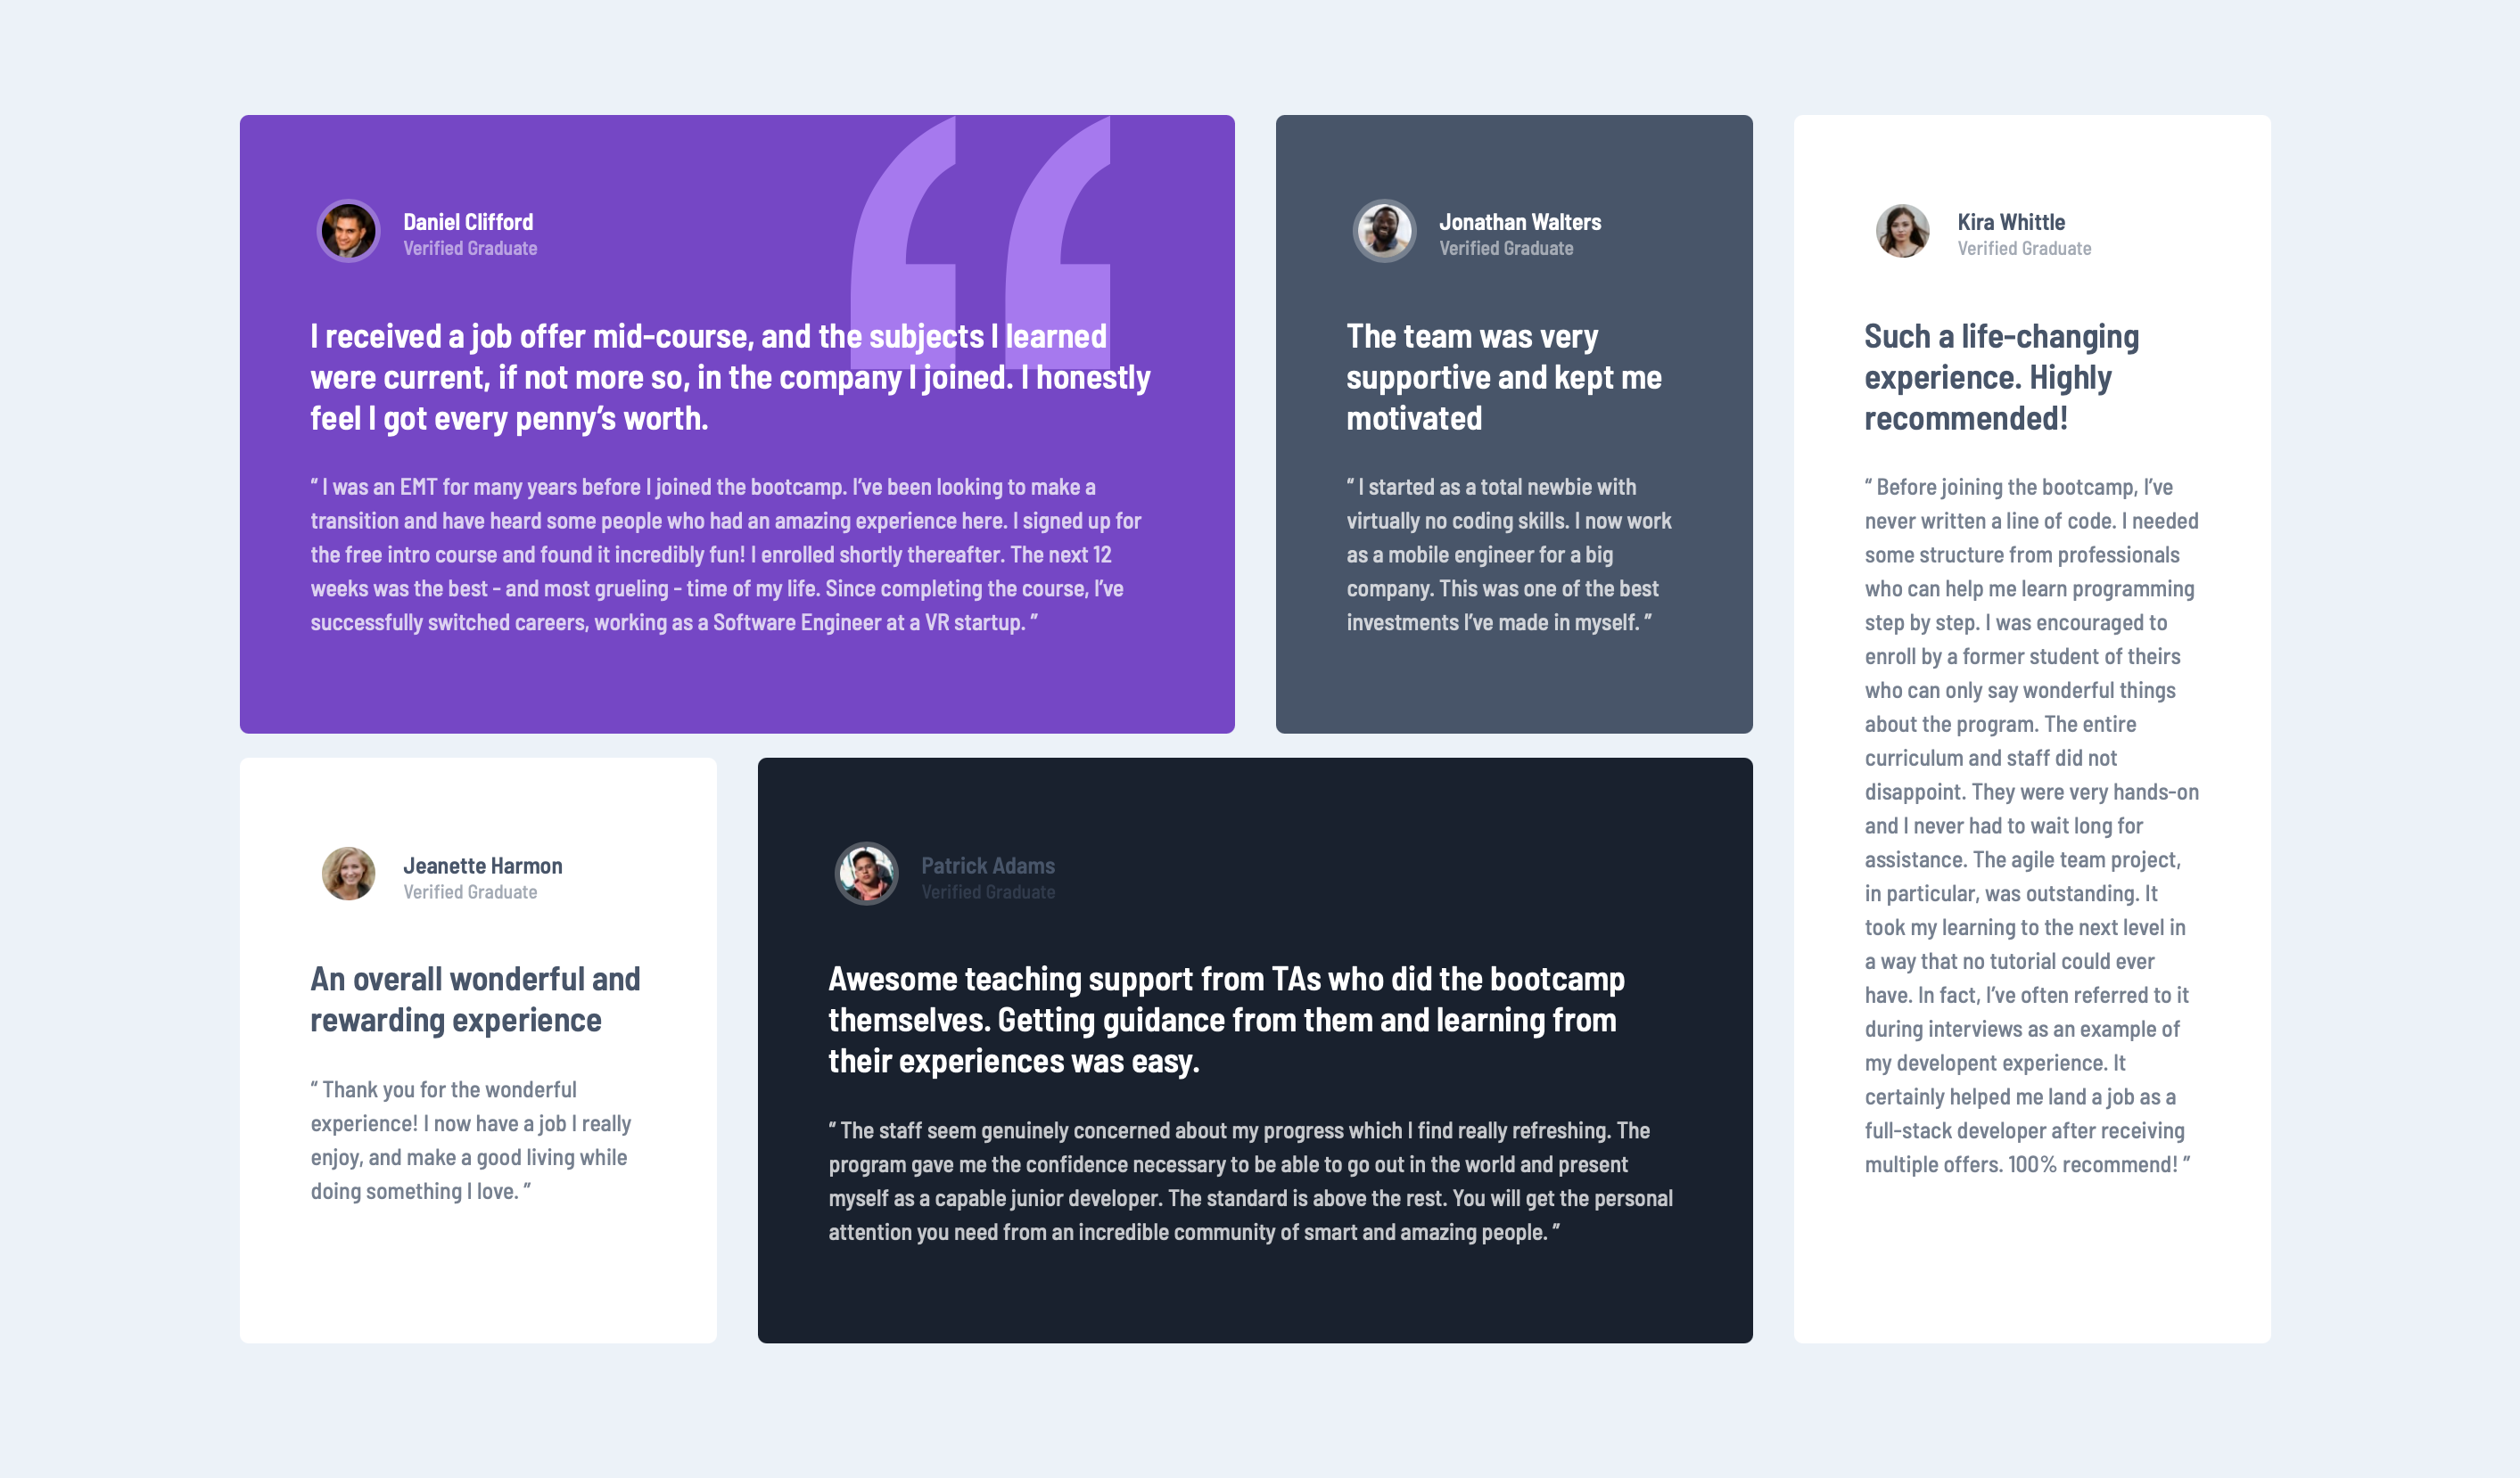 Daniel Clifford
Verified Graduate
I received a job offer mid-course, and the subjects I learned
were current, if not more so, in the company I joined. I honestly
feel I got every penny’s worth.
“ I was an EMT for many years before I joined the bootcamp. I’ve been looking to make a
transition and have heard some people who had an amazing experience here. I signed up for
the free intro course and found it incredibly fun! I enrolled shortly thereafter. The next 12
weeks was the best - and most grueling - time of my life. Since completing the course, I’ve
successfully switched careers, working as a Software Engineer at a VR startup. ”
Jonathan Walters
Verified Graduate
The team was very
supportive and kept me
motivated
“ I started as a total newbie with
virtually no coding skills. I now work
as a mobile engineer for a big
company. This was one of the best
investments I’ve made in myself. ”
Kira Whittle
Verified Graduate
Such a life-changing
experience. Highly
recommended!
“ Before joining the bootcamp, I’ve
never written a line of code. I needed
some structure from professionals
who can help me learn programming
step by step. I was encouraged to
enroll by a former student of theirs
who can only say wonderful things
about the program. The entire
curriculum and staff did not
disappoint. They were very hands-on
and I never had to wait long for
assistance. The agile team project,
in particular, was outstanding. It
took my learning to the next level in
a way that no tutorial could ever
have. In fact, I’ve often referred to it
during interviews as an example of
my developent experience. It
certainly helped me land a job as a
full-stack developer after receiving
multiple offers. 100% recommend! ”
Jeanette Harmon
Verified Graduate
An overall wonderful and
rewarding experience
“ Thank you for the wonderful
experience! I now have a job I really
enjoy, and make a good living while
doing something I love. ”
Patrick Adams
Verified Graduate
Awesome teaching support from TAs who did the bootcamp
themselves. Getting guidance from them and learning from
their experiences was easy.
“ The staff seem genuinely concerned about my progress which I find really refreshing. The
program gave me the confidence necessary to be able to go out in the world and present
myself as a capable junior developer. The standard is above the rest. You will get the personal
attention you need from an incredible community of smart and amazing people. ”